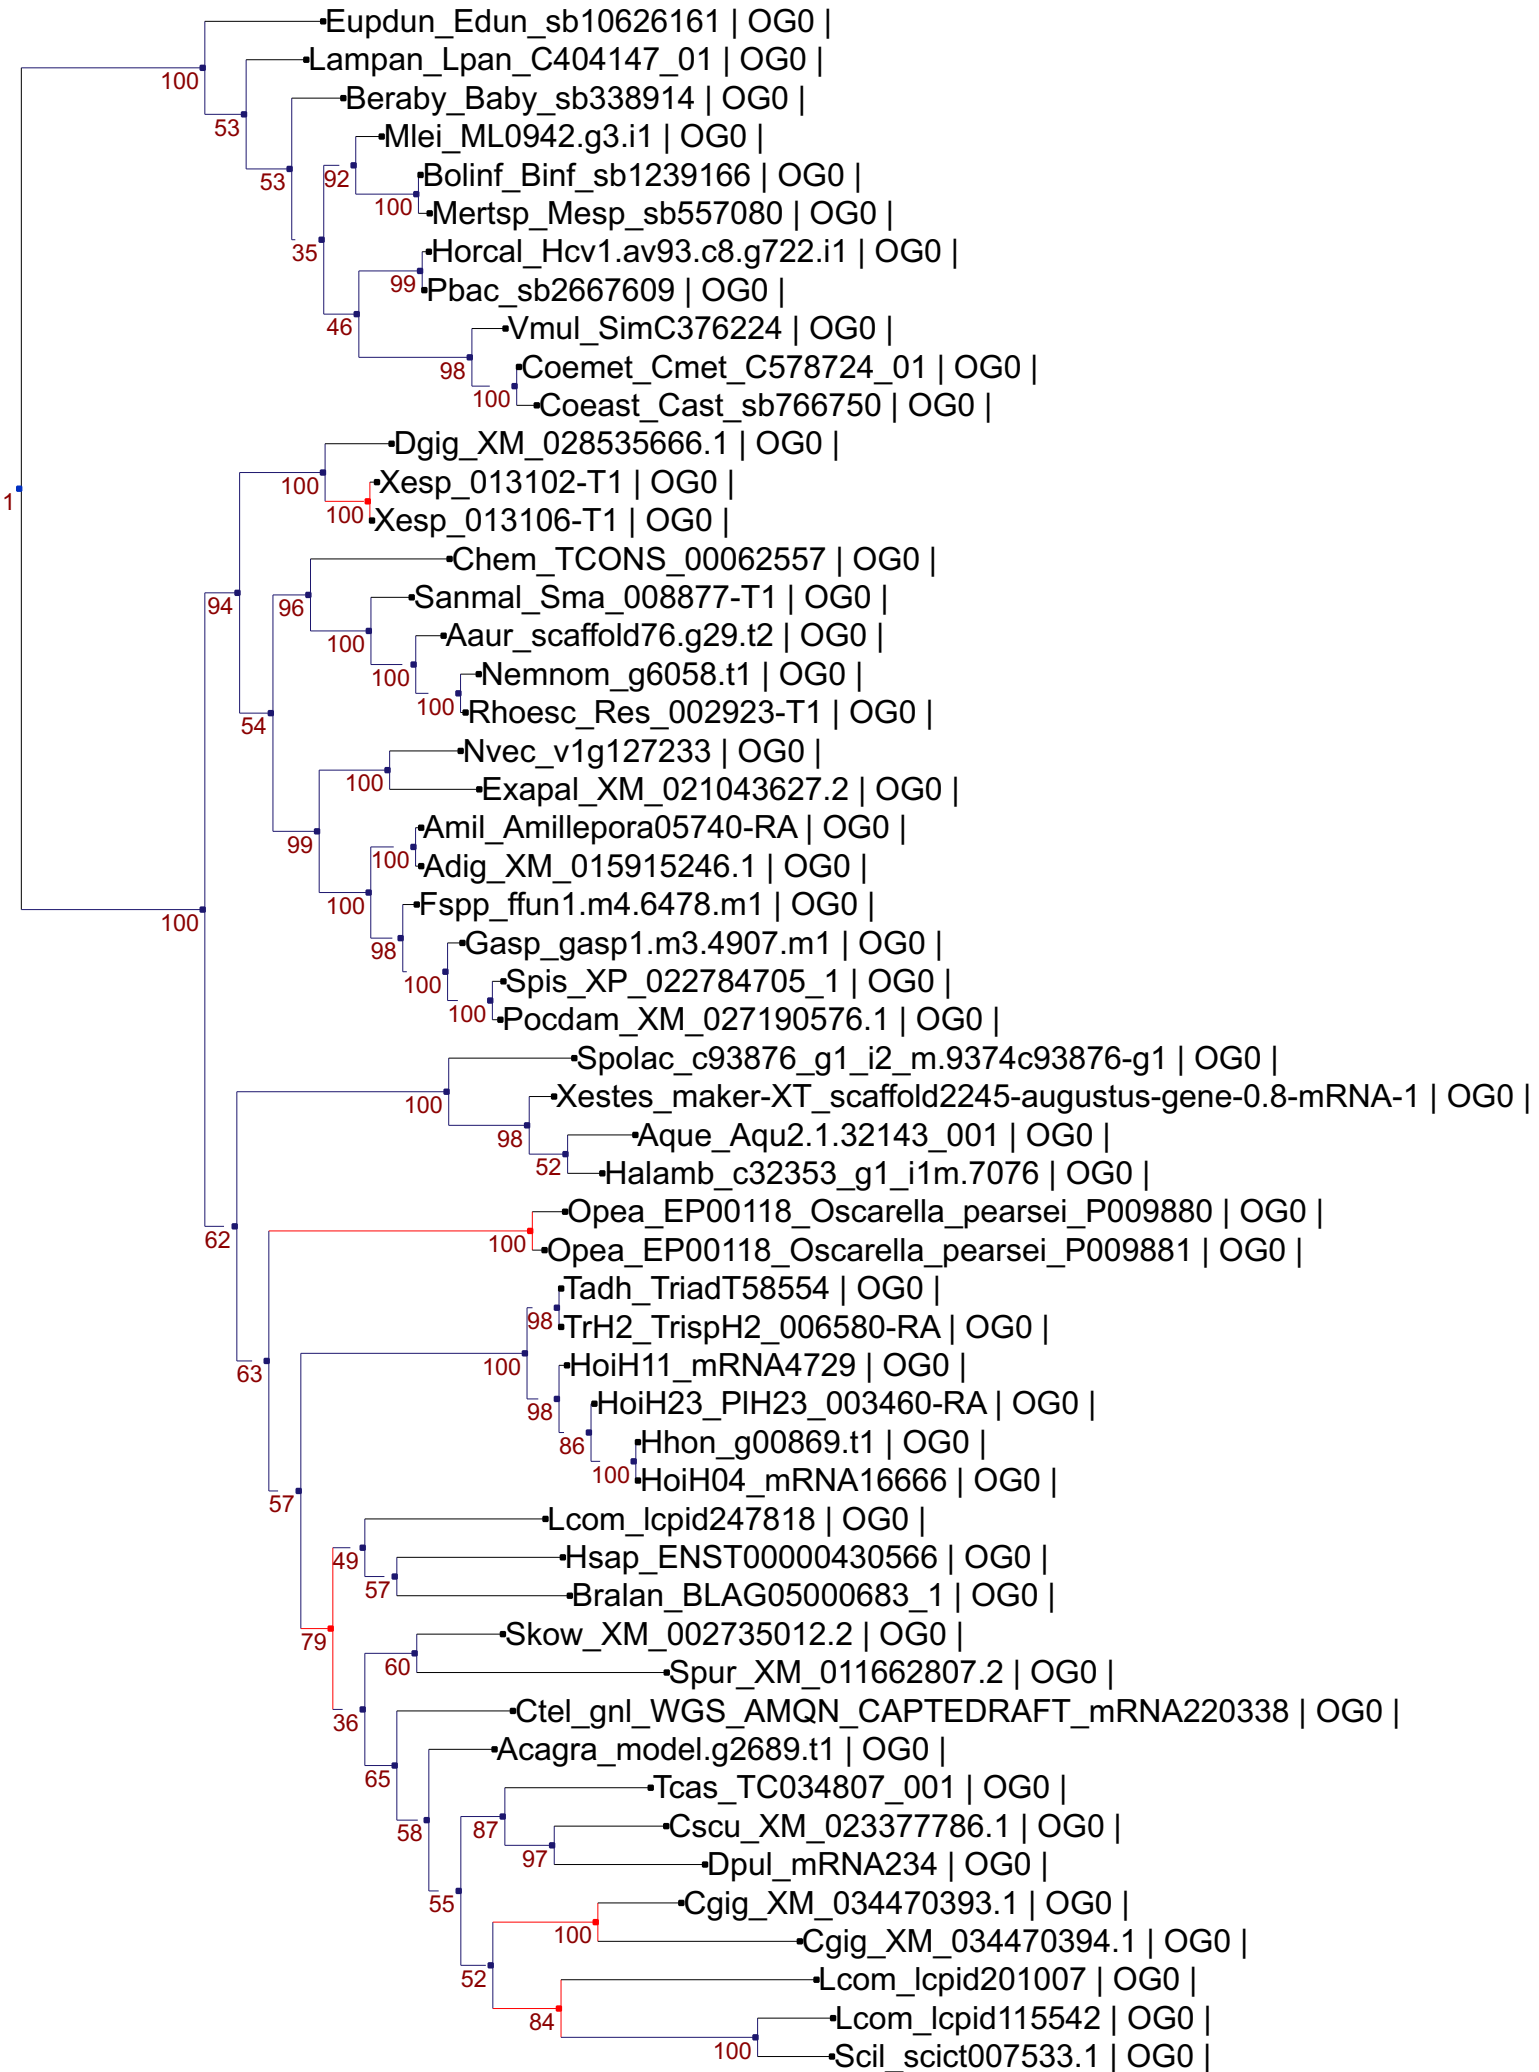 Eupdun_Edun_sb10626161 | OG0 |
Lampan_Lpan_C404147_01 | OG0 |
100
Beraby_Baby_sb338914 | OG0 |
53
Mlei_ML0942.g3.i1 | OG0 |
Bolinf_Binf_sb1239166 | OG0 |
53
92
100
Mertsp_Mesp_sb557080 | OG0 |
35
Horcal_Hcv1.av93.c8.g722.i1 | OG0 |
99
Pbac_sb2667609 | OG0 |
46
Vmul_SimC376224 | OG0 |
98
Coemet_Cmet_C578724_01 | OG0 |
100
Coeast_Cast_sb766750 | OG0 |
Dgig_XM_028535666.1 | OG0 |
100
Xesp_013102-T1 | OG0 |
1
100
Xesp_013106-T1 | OG0 |
Chem_TCONS_00062557 | OG0 |
94
96
Sanmal_Sma_008877-T1 | OG0 |
100
Aaur_scaffold76.g29.t2 | OG0 |
100
Nemnom_g6058.t1 | OG0 |
100
Rhoesc_Res_002923-T1 | OG0 |
54
Nvec_v1g127233 | OG0 |
100
Exapal_XM_021043627.2 | OG0 |
99
Amil_Amillepora05740-RA | OG0 |
100
Adig_XM_015915246.1 | OG0 |
100
Fspp_ffun1.m4.6478.m1 | OG0 |
100
98
Gasp_gasp1.m3.4907.m1 | OG0 |
100
Spis_XP_022784705_1 | OG0 |
100
Pocdam_XM_027190576.1 | OG0 |
Spolac_c93876_g1_i2_m.9374c93876-g1 | OG0 |
100
Xestes_maker-XT_scaffold2245-augustus-gene-0.8-mRNA-1 | OG0 |
98
Aque_Aqu2.1.32143_001 | OG0 |
52
Halamb_c32353_g1_i1m.7076 | OG0 |
Opea_EP00118_Oscarella_pearsei_P009880 | OG0 |
62
100
Opea_EP00118_Oscarella_pearsei_P009881 | OG0 |
Tadh_TriadT58554 | OG0 |
98
TrH2_TrispH2_006580-RA | OG0 |
63
100
HoiH11_mRNA4729 | OG0 |
98
HoiH23_PlH23_003460-RA | OG0 |
86
Hhon_g00869.t1 | OG0 |
100
HoiH04_mRNA16666 | OG0 |
57
Lcom_lcpid247818 | OG0 |
49
Hsap_ENST00000430566 | OG0 |
57
Bralan_BLAG05000683_1 | OG0 |
79
Skow_XM_002735012.2 | OG0 |
60
Spur_XM_011662807.2 | OG0 |
36
Ctel_gnl_WGS_AMQN_CAPTEDRAFT_mRNA220338 | OG0 |
Acagra_model.g2689.t1 | OG0 |
65
Tcas_TC034807_001 | OG0 |
58
87
Cscu_XM_023377786.1 | OG0 |
97
Dpul_mRNA234 | OG0 |
55
Cgig_XM_034470393.1 | OG0 |
100
Cgig_XM_034470394.1 | OG0 |
52
Lcom_lcpid201007 | OG0 |
84
Lcom_lcpid115542 | OG0 |
100
Scil_scict007533.1 | OG0 |